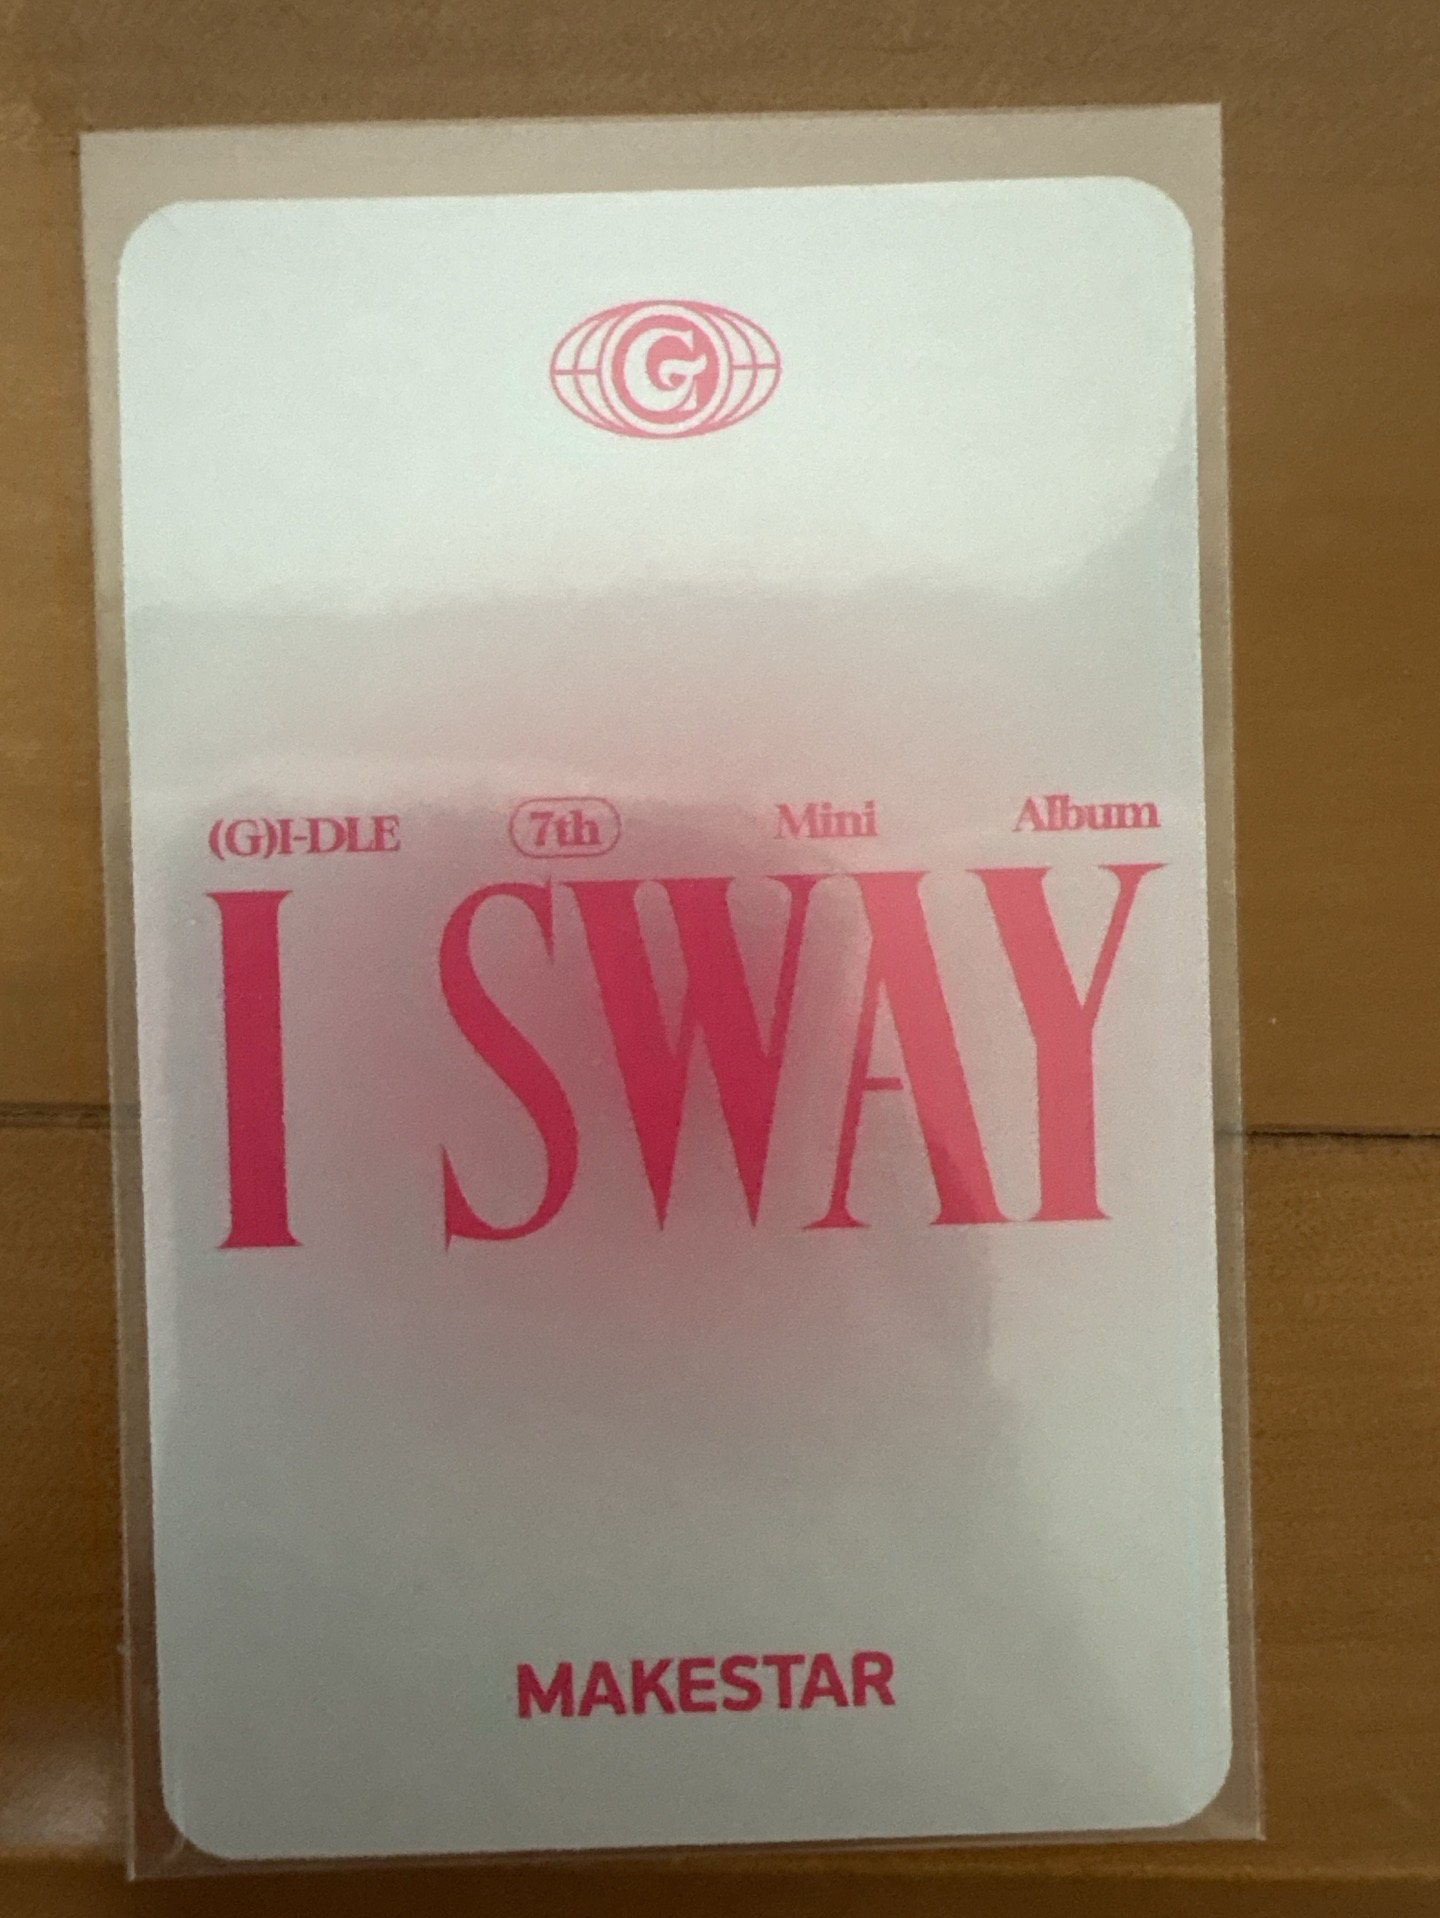 G
(G)I-DLE 7th Mini Album
I SWAY
MAKESTAR